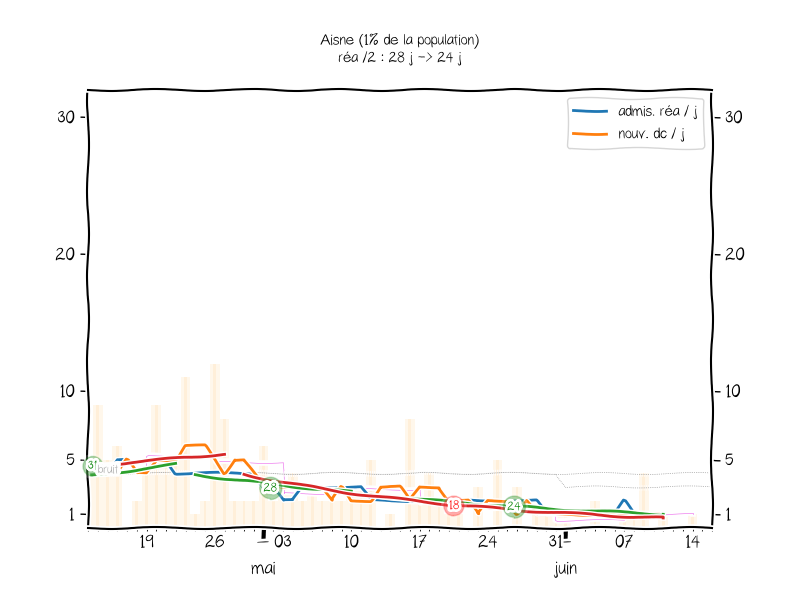 Aisne (1% de la population)
réa /2 : 28 j -> 24 j
admis. réa / j
nouv. dc / j
30 30
20 20
10 10
5 5
1 1
31 bruit
28
18
24
19 26 03 10 17 24 31 07 14
mai juin